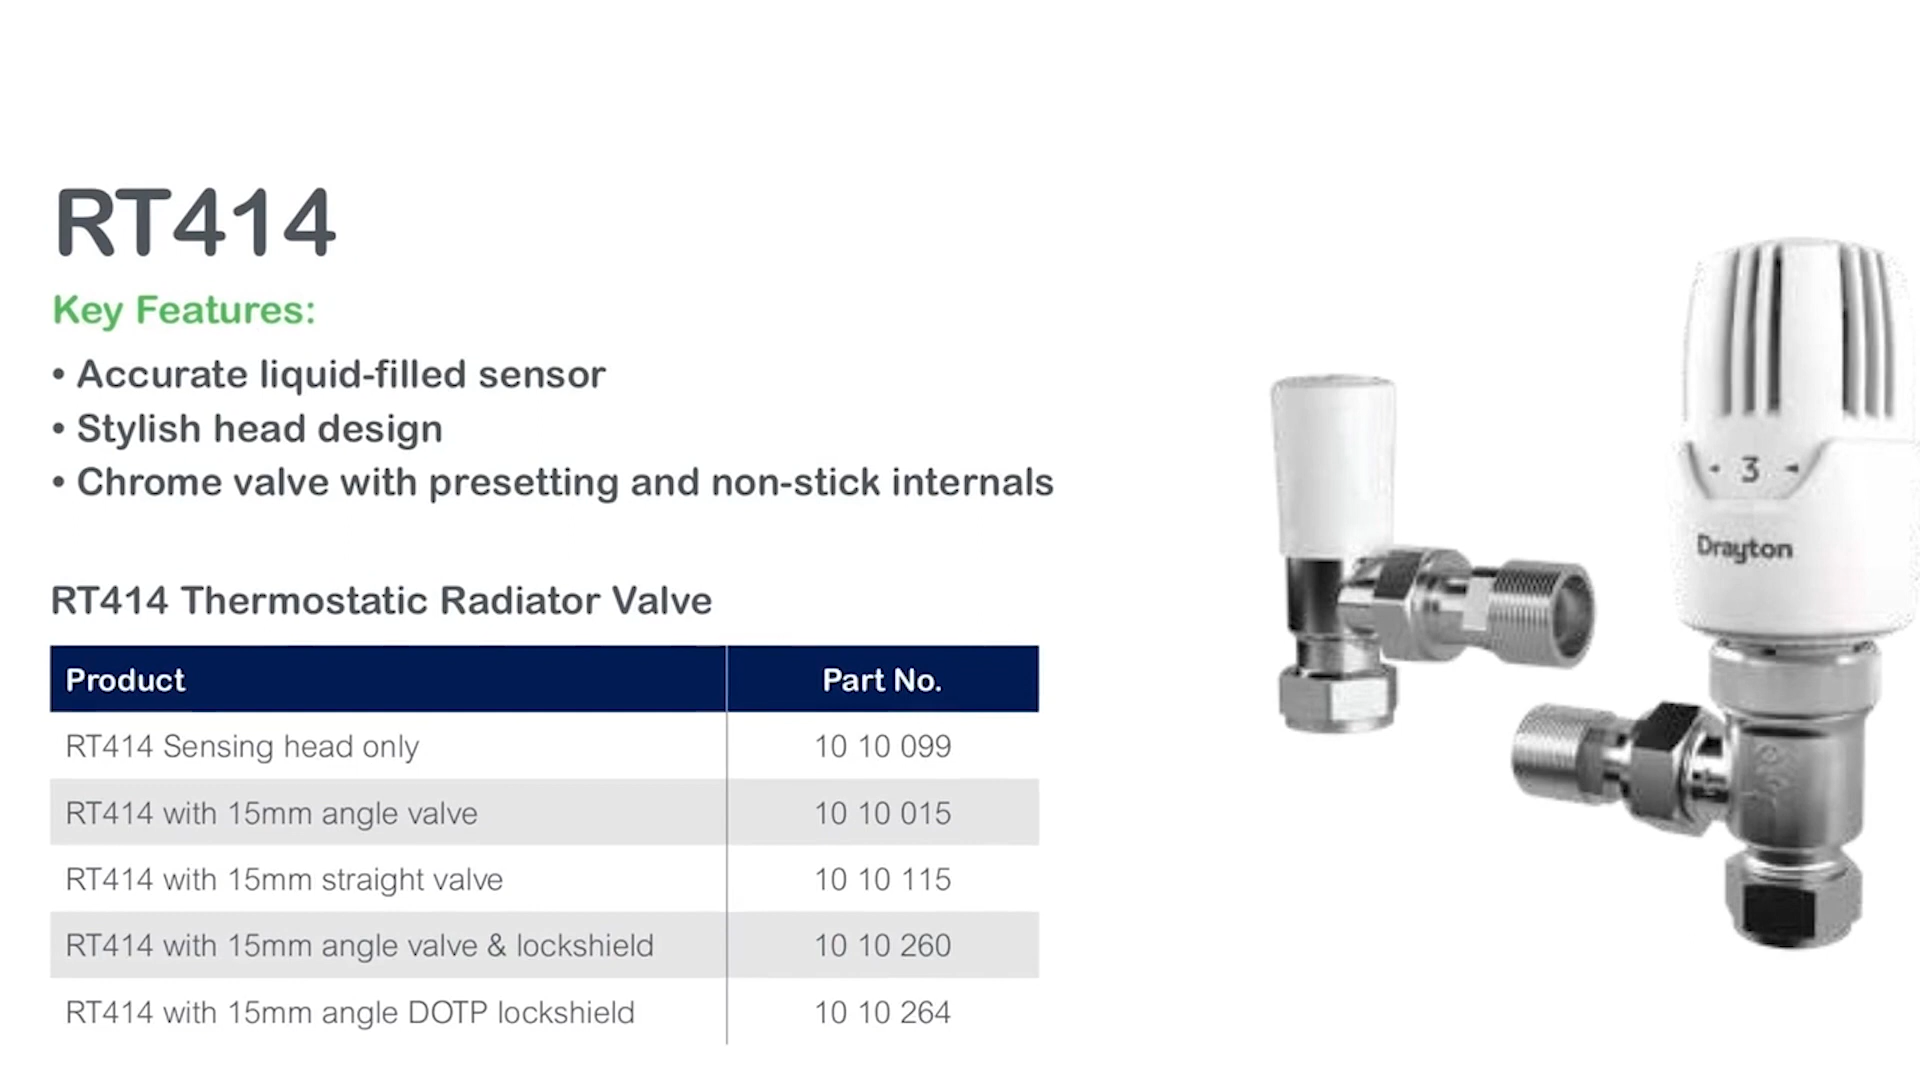 RT414
Key Features:
• Accurate liquid-filled sensor
• Stylish head design
• Chrome valve with presetting and non-stick internals
RT414 Thermostatic Radiator Valve
Product Part No.
RT414 Sensing head only 10 10 099
RT414 with 15mm angle valve 10 10 015
RT414 with 15mm straight valve 10 10 115
RT414 with 15mm angle valve & lockshield 10 10 260
RT414 with 15mm angle DOTP lockshield 10 10 264
3
Drayton